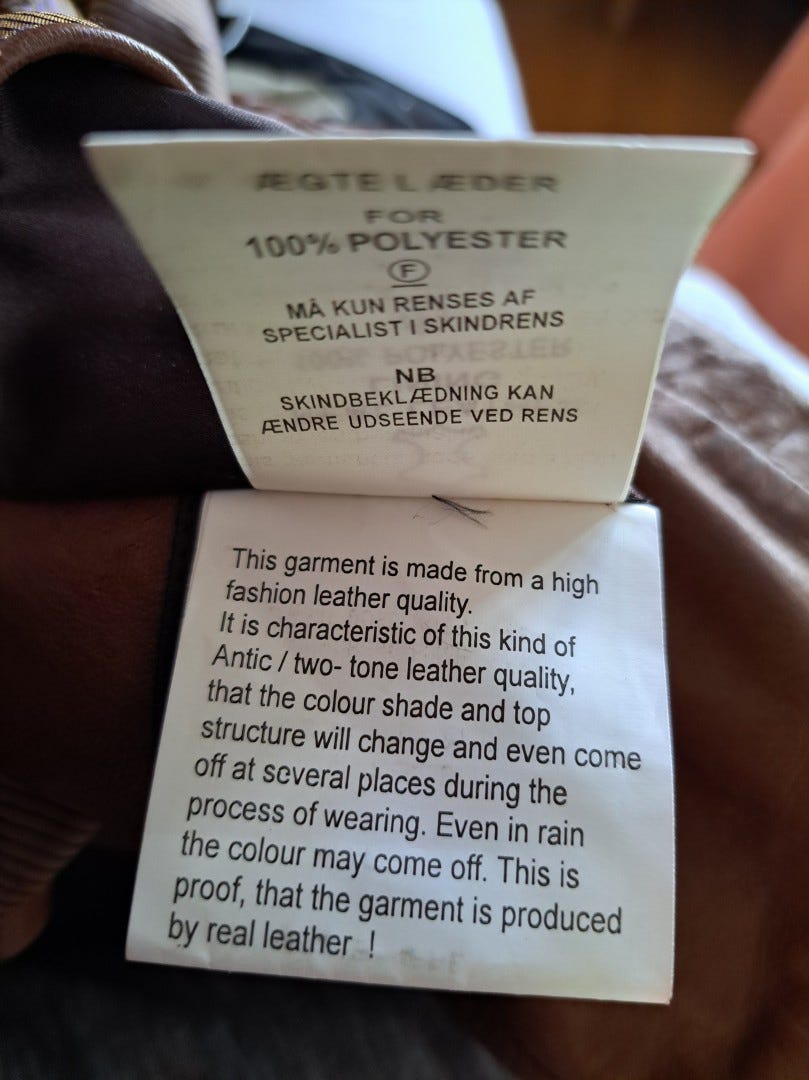 ÆGTE LÆDER
FOR
100% POLYESTER
F
MÅ KUN RENSES AF
SPECIALIST I SKINDRENS
NB
SKINDBEKLÆDNING KAN
ÆNDRE UDSEENDE VED RENS
This garment is made from a high
fashion leather quality.
It is characteristic of this kind of
Antic / two- tone leather quality,
that the colour shade and top
structure will change and even come
off at several places during the
process of wearing. Even in rain
the colour may come off. This is
proof, that the garment is produced
by real leather !